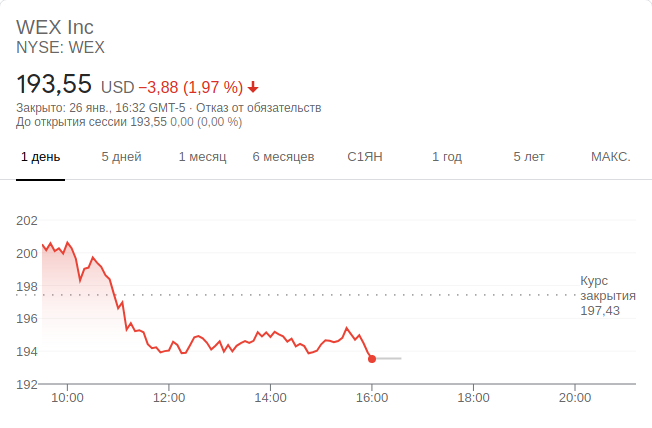 WEX Inc
NYSE: WEX
193,55 USD −3,88 (1,97 %)
Закрыто: 26 янв., 16:32 GMT-5 · Отказ от обязательств
До открытия сессии 193,55 0,00 (0,00 %)
1 день 5 дней 1 месяц 6 месяцев С1ЯН 1 год 5 лет МАКС.
202
200
198
196
194
192
Курс
закрытия
197,43
10:00 12:00 14:00 16:00 18:00 20:00